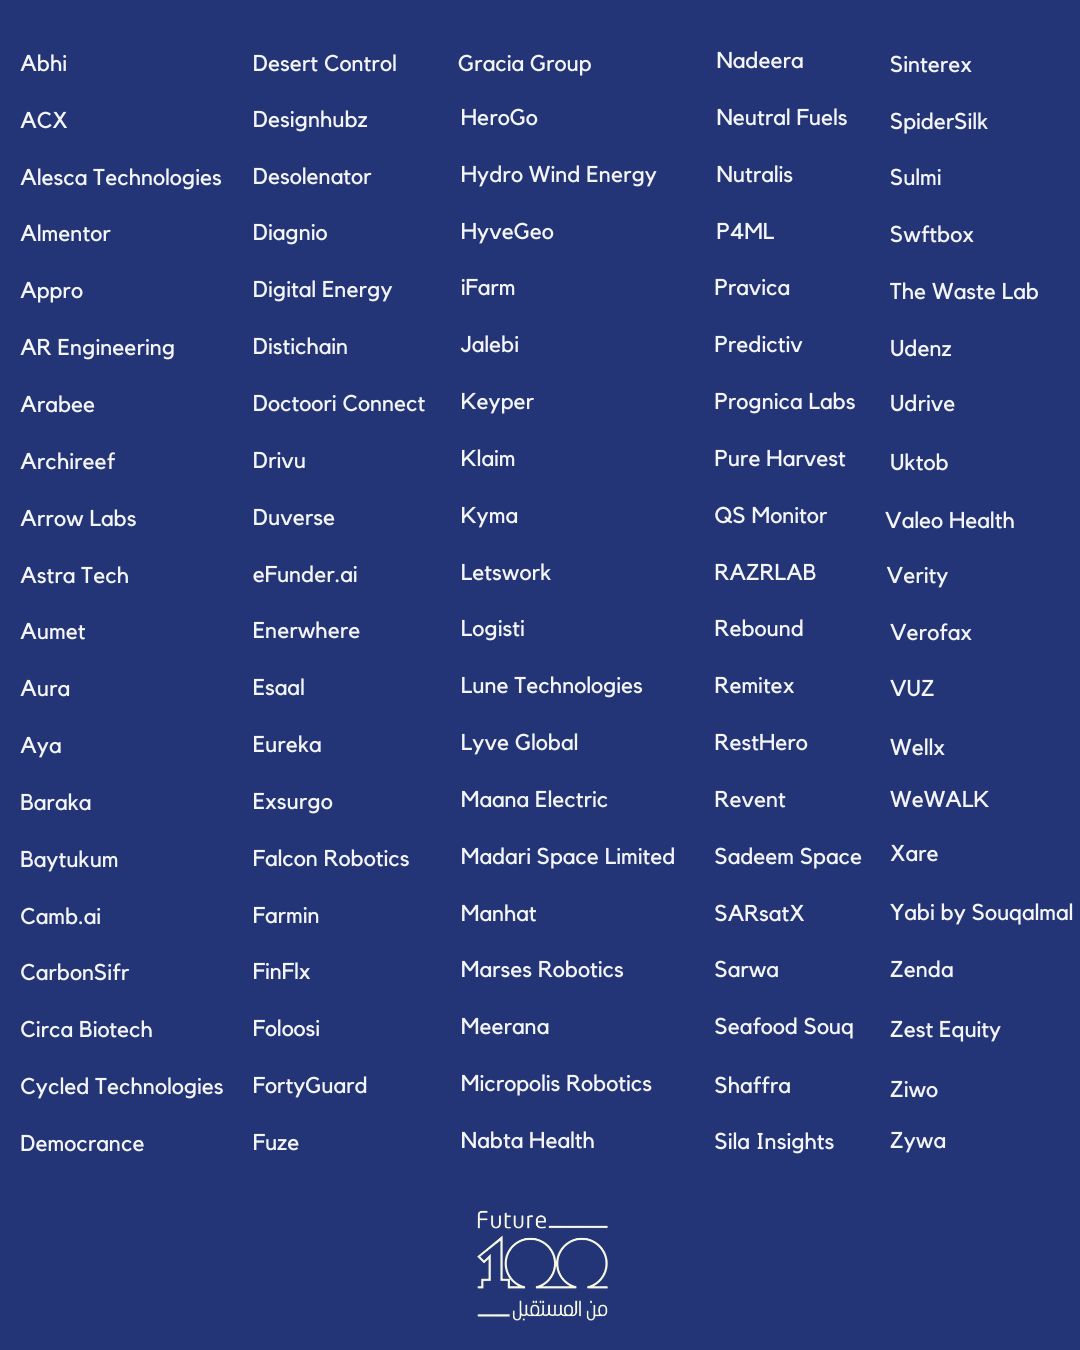 Abhi
ACX
Alesca Technologies
Almentor
Appro
AR Engineering
Arabee
Archireef
Arrow Labs
Astra Tech
Aumet
Aura
Aya
Baraka
Baytukum
Camb.ai
CarbonSifr
Circa Biotech
Cycled Technologies
Democrance
Desert Control
Designhubz
Desolenator
Diagnio
Digital Energy
Distichain
Doctoori Connect
Drivu
Duverse
eFunder.ai
Enerwhere
Esaal
Eureka
Exsurgo
Falcon Robotics
Farmin
FinFlx
Foloosi
FortyGuard
Fuze
Gracia Group
HeroGo
Hydro Wind Energy
HyveGeo
iFarm
Jalebi
Keyper
Klaim
Kyma
Letswork
Logisti
Lune Technologies
Lyve Global
Maana Electric
Madari Space Limited
Manhat
Marses Robotics
Meerana
Micropolis Robotics
Nabta Health
Nadeera
Neutral Fuels
Nutralis
P4ML
Pravica
Predictiv
Prognica Labs
Pure Harvest
QS Monitor
RAZRLAB
Rebound
Remitex
RestHero
Revent
Sadeem Space
SARsatX
Sarwa
Seafood Souq
Shaffra
Sila Insights
Sinterex
SpiderSilk
Sulmi
Swftbox
The Waste Lab
Udenz
Udrive
Uktob
Valeo Health
Verity
Verofax
VUZ
Wellx
WeWALK
Xare
Yabi by Souqalmal
Zenda
Zest Equity
Ziwo
Zywa
Future
100
من المستقبل